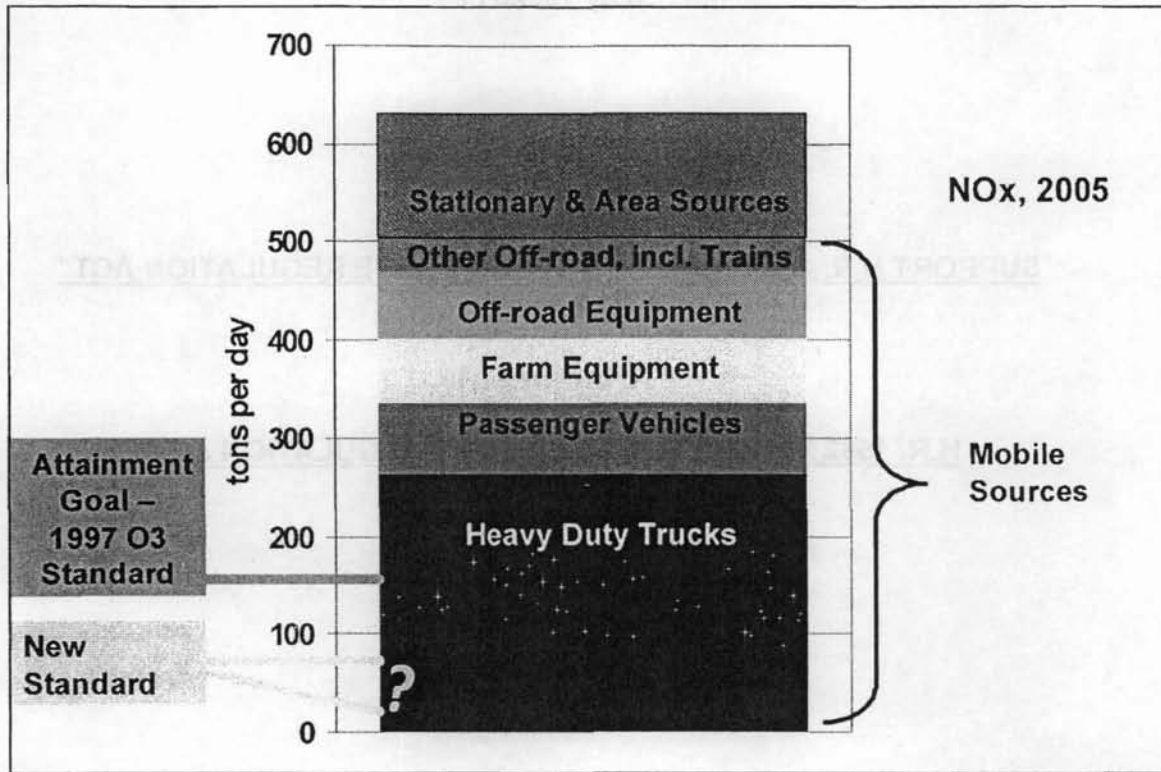 700
600
500
400
300
200
100
0
tons per day
Stationary & Area Sources
Other Off-road, incl. Trains
Off-road Equipment
Farm Equipment
Passenger Vehicles
Heavy Duty Trucks
?
NOx, 2005
Mobile
Sources
Attainment
Goal –
1997 O3
Standard
New
Standard